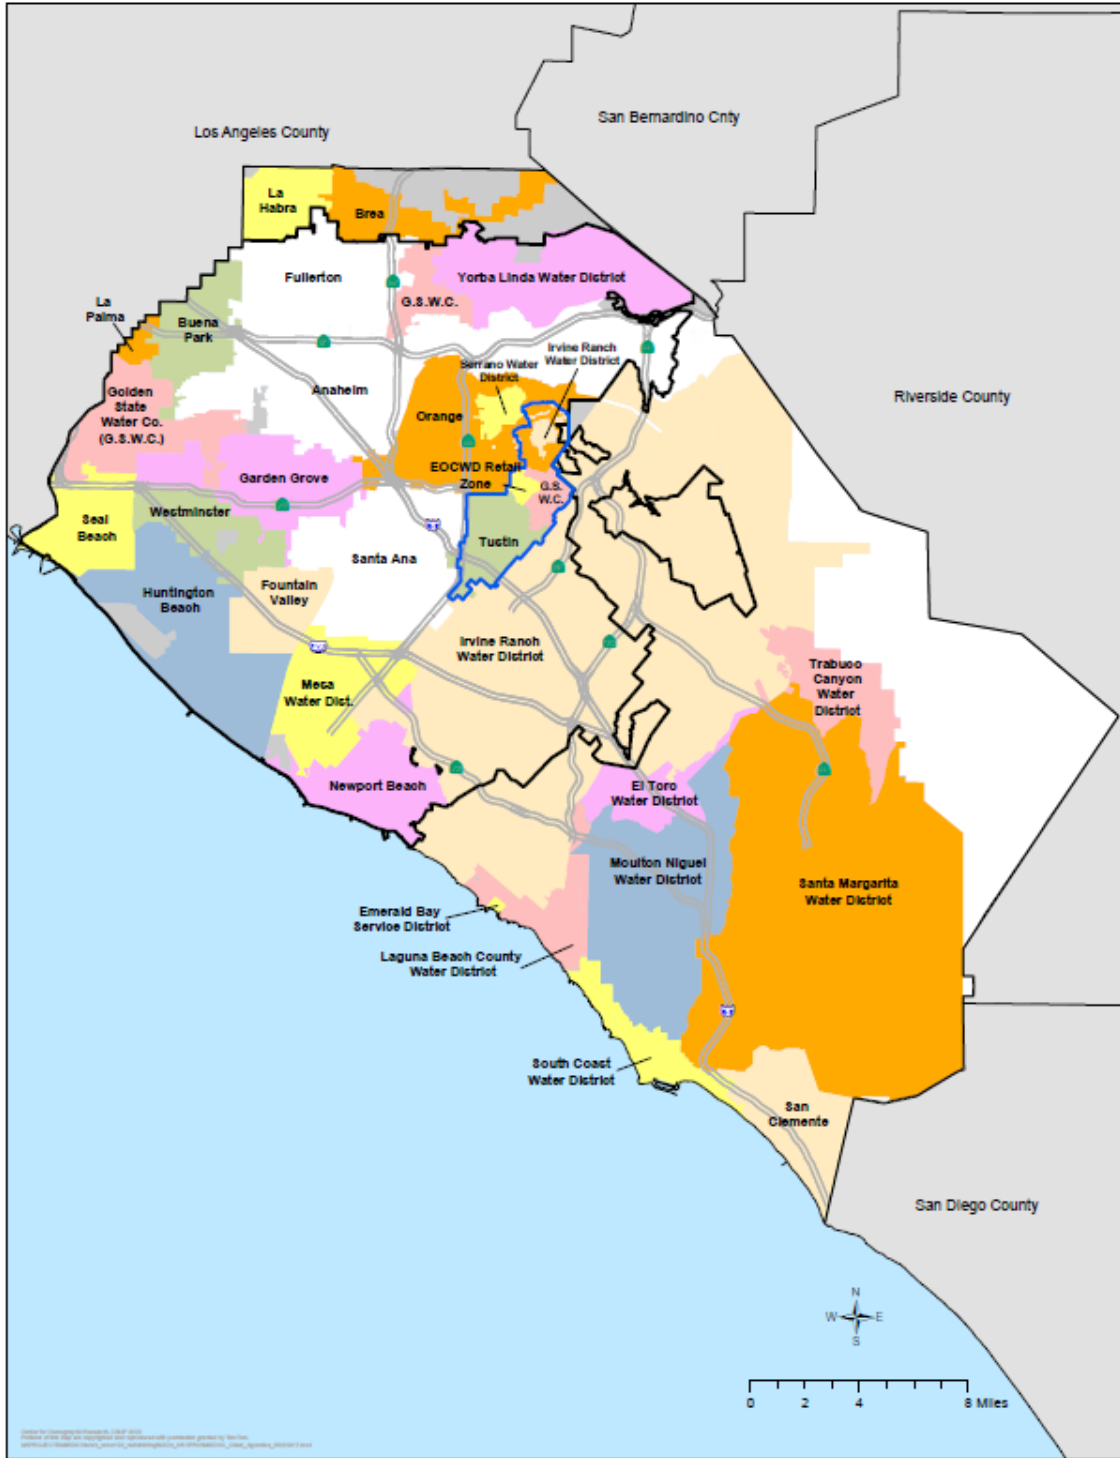 San Bernardino Cnty
Los Angeles County
La
Habra
Brea
Fullerton
Yorba Linda Water District
G.S.W.C.
La
Palma
Buena
Park
Irvine Ranch
Water District
Serrano Water
District
Anaheim
Riverside County
Golden
State
Water Co.
(G.S.W.C.)
Orange
EOCWD Retail
Zone
Garden Grove
G.S.
W.C.
Westminster
Seal
Beach
Tustin
Santa Ana
Huntington
Beach
Fountain
Valley
Irvine Ranch
Water District
Trabuco
Canyon
Water
District
Mesa
Water Dist.
Newport Beach
El Toro
Water District
Moulton Niguel
Water District
Santa Margarita
Water District
Emerald Bay
Service District
Laguna Beach County
Water District
South Coast
Water District
San
Clemente
San Diego County
N
W E
S
0 2 4 8 Miles